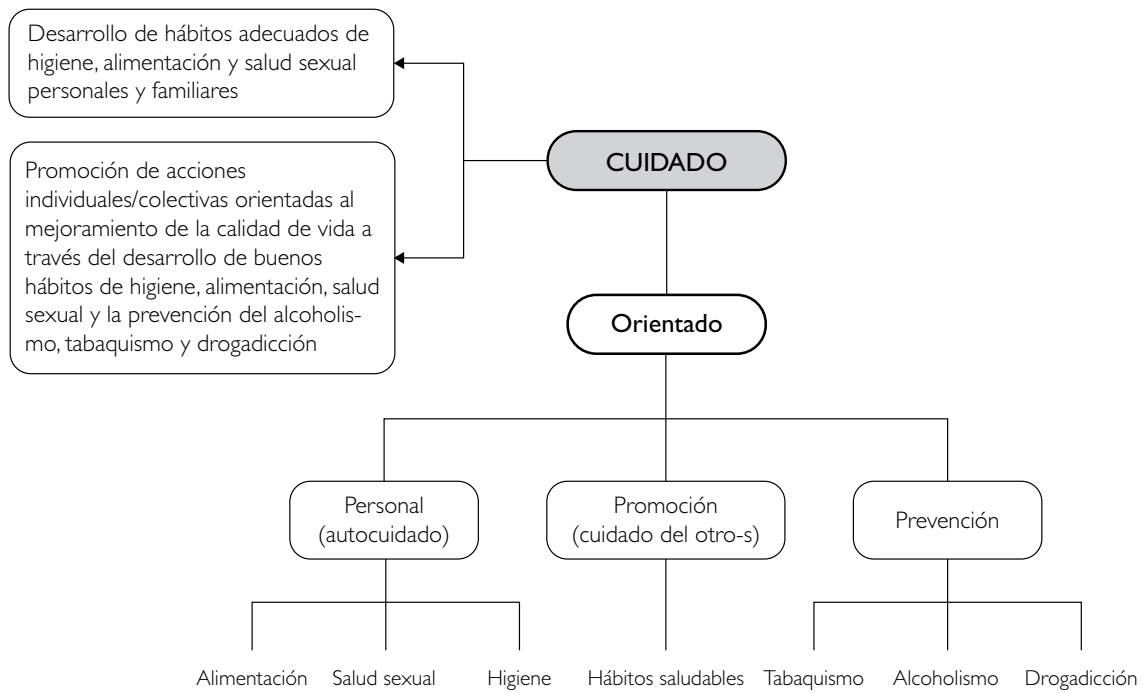 Desarrollo de hábitos adecuados de
higiene, alimentación y salud sexual
personales y familiares
Promoción de acciones
individuales/colectivas orientadas al
mejoramiento de la calidad de vida a
través del desarrollo de buenos
hábitos de higiene, alimentación, salud
sexual y la prevención del alcoholis-
mo, tabaquismo y drogadicción
CUIDADO
Orientado
Personal
(autocuidado)
Promoción
(cuidado del otro-s)
Prevención
Alimentación
Salud sexual
Higiene
Hábitos saludables
Tabaquismo
Alcoholismo
Drogadicción